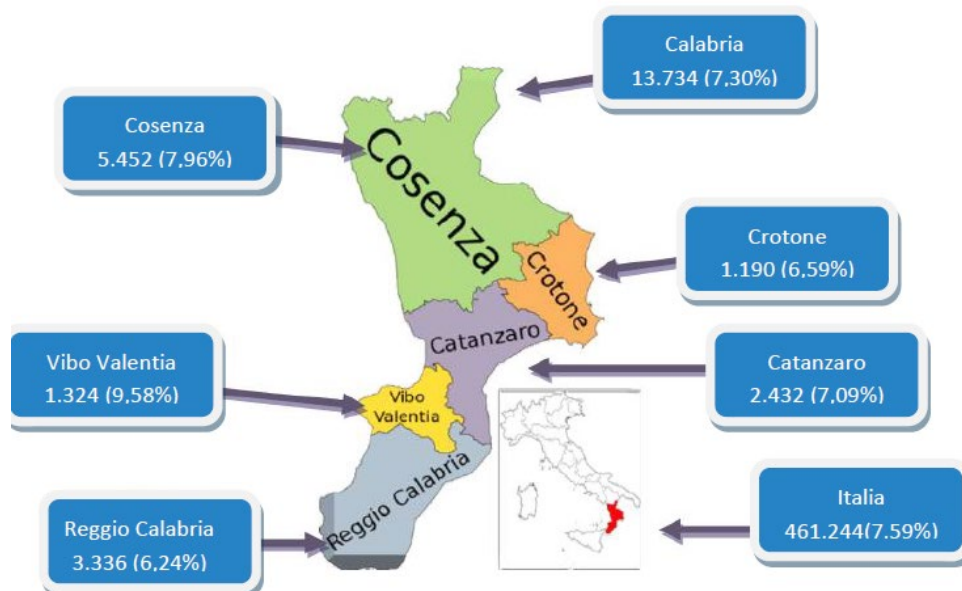 Calabria
13.734 (7,30%)
Cosenza
5.452 (7,96%)
Cosenza
Crotone
1.190 (6,59%)
Crotone
Catanzaro
Vibo Valentia
1.324 (9,58%)
Catanzaro
2.432 (7,09%)
Vibo
Valentia
Reggio Calabria
Reggio Calabria
3.336 (6,24%)
Italia
461.244(7.59%)